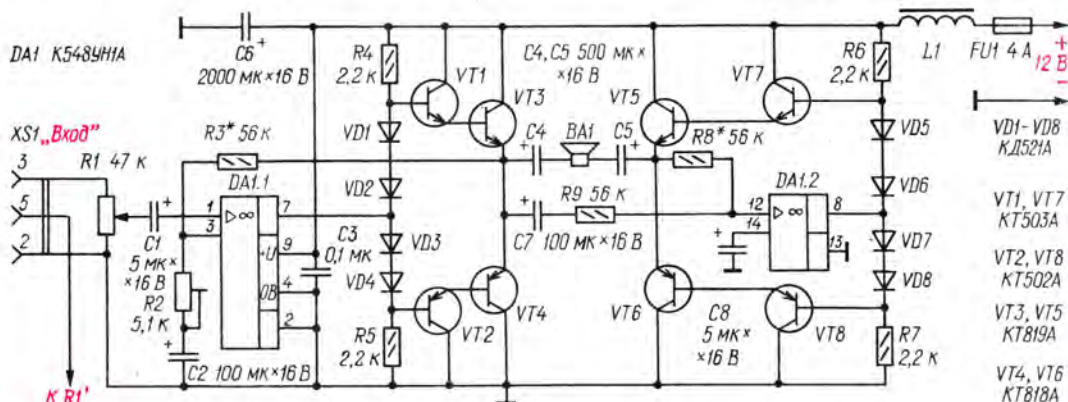 DA1 К548УН1А
C6
2000 мк×16 В
R4
2,2 к
VT1
VT3
C4, C5 500 мк×
×16 В
VT5
VT7
R6
2,2 к
L1
FU1 4 А
+
12 В
–
XS1 „Вход"
3
5
2
R1 47 к
R3* 56 к
DA1.1
VD1
VD2
VD3
VD4
C4
BA1
C5
R8* 56 к
R9 56 к
C7 100 мк×16 В
DA1.2
VD5
VD6
VD7
VD8
VD1-VD8
КД521А
VT1, VT7
КТ503А
VT2, VT8
КТ502А
VT3, VT5
КТ819А
VT4, VT6
КТ818А
C1
5 мк×
×16 В
R2
5,1 к
1
3
▷ ∞
7
9
+U
4
0В
2
C3
0,1 мк
12
14
▷ ∞
8
13
R5
2,2 к
VT2
VT4
VT6
C8
5 мк×
×16 В
VT8
R7
2,2 к
C2 100 мк×16 В
К R1'